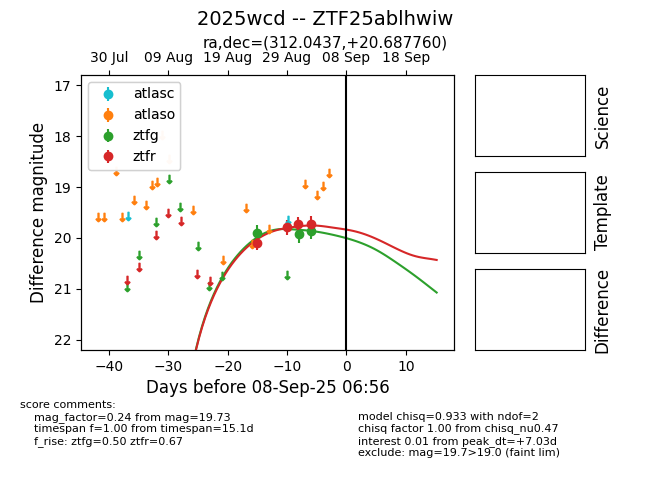 2025wcd -- ZTF25ablhwiw
ra,dec=(312.0437,+20.687760)
30 Jul 09 Aug 19 Aug 29 Aug 08 Sep 18 Sep
17
18
19
20
21
22
Difference magnitude
atlasc
atlaso
ztfg
ztfr
−40 −30 −20 −10 0 10
Days before 08-Sep-25 06:56
Science
Template
Difference
score comments:
mag_factor=0.24 from mag=19.73
timespan f=1.00 from timespan=15.1d
f_rise: ztfg=0.50 ztfr=0.67
model chisq=0.933 with ndof=2
chisq factor 1.00 from chisq_nu0.47
interest 0.01 from peak_dt=+7.03d
exclude: mag=19.7>19.0 (faint lim)